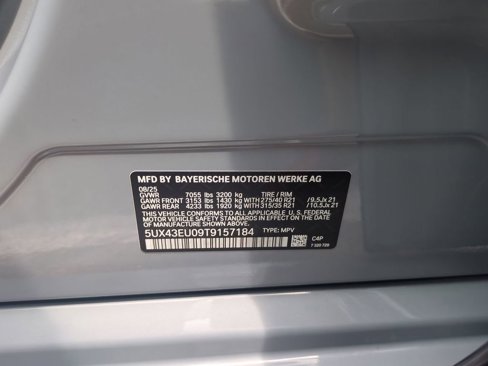 MFD BY BAYERISCHE MOTOREN WERKE AG
08/25
GVWR 7055 lbs 3200 kg TIRE / RIM
GAWR FRONT 3153 lbs 1430 kg WITH 275/40 R21 / 9,5Jx21
GAWR REAR 4233 lbs 1920 kg WITH 315/35 R21 / 10,5Jx21
THIS VEHICLE CONFORMS TO ALL APPLICABLE U.S. FEDERAL
MOTOR VEHICLE SAFETY STANDARDS IN EFFECT ON THE
DATE OF MANUFACTURE SHOWN ABOVE.
5UX43EU09T9157184 TYPE: MPV
C4P